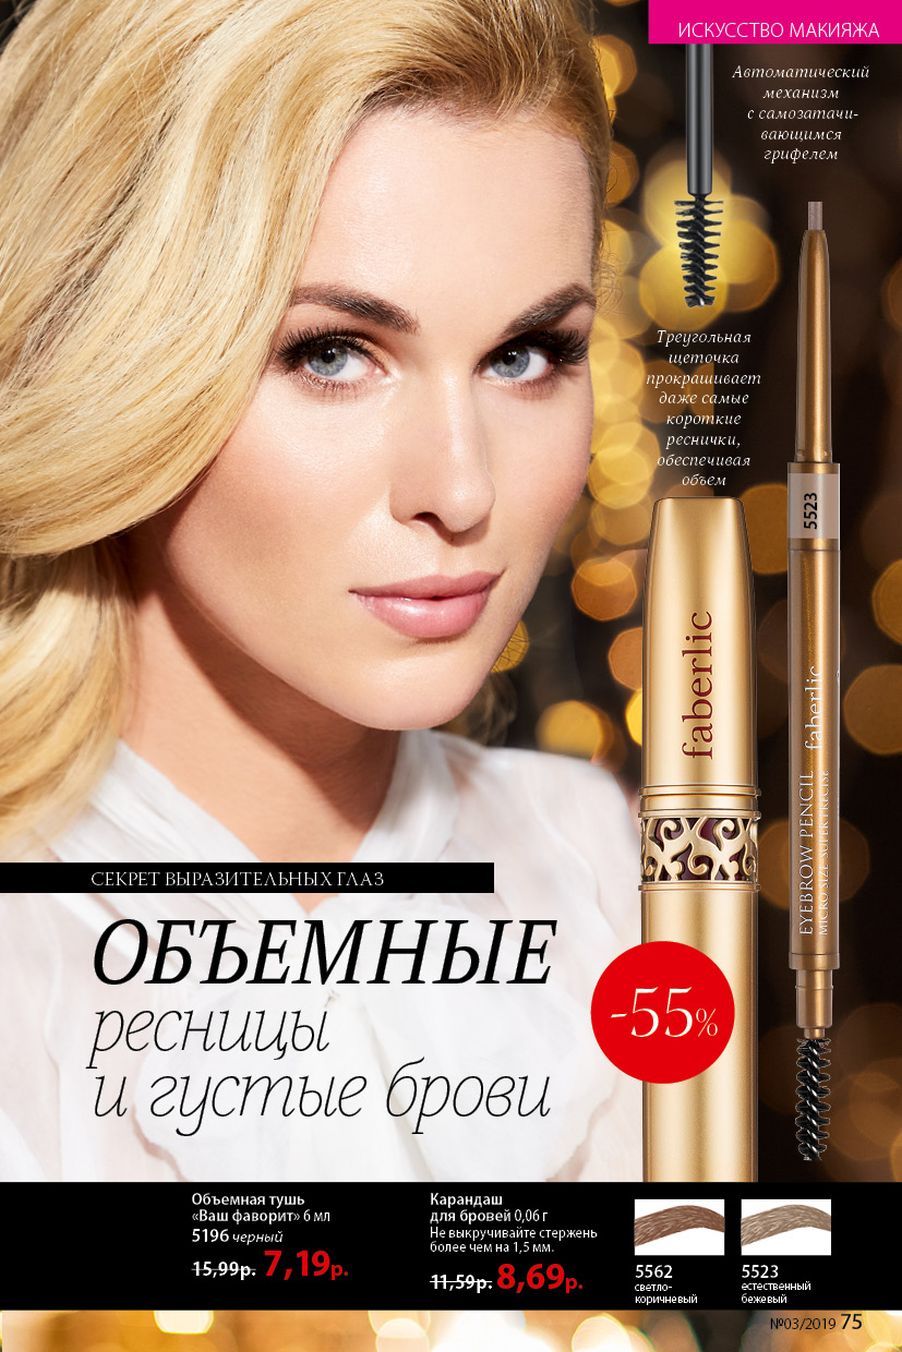 ИСКУССТВО МАКИЯЖА
Автоматический
механизм
с самозатачи-
вающимся
грифелем
Треугольная
щеточка
прокрашивает
даже самые
короткие
реснички,
обеспечивая
объем
5523
faberlic
faberlic
EYEBROW PENCIL
MICRO SIZE SUPERPRECISE
СЕКРЕТ ВЫРАЗИТЕЛЬНЫХ ГЛАЗ
ОБЪЕМНЫЕ
ресницы
и густые брови
-55%
Объемная тушь
«Ваш фаворит» 6 мл
5196 черный
15,99р. 7,19р.
Карандаш
для бровей 0,06 г
Не выкручивайте стержень
более чем на 1,5 мм.
11,59р. 8,69р.
5562
светло-
коричневый
5523
естественный
бежевый
№03/2019 75